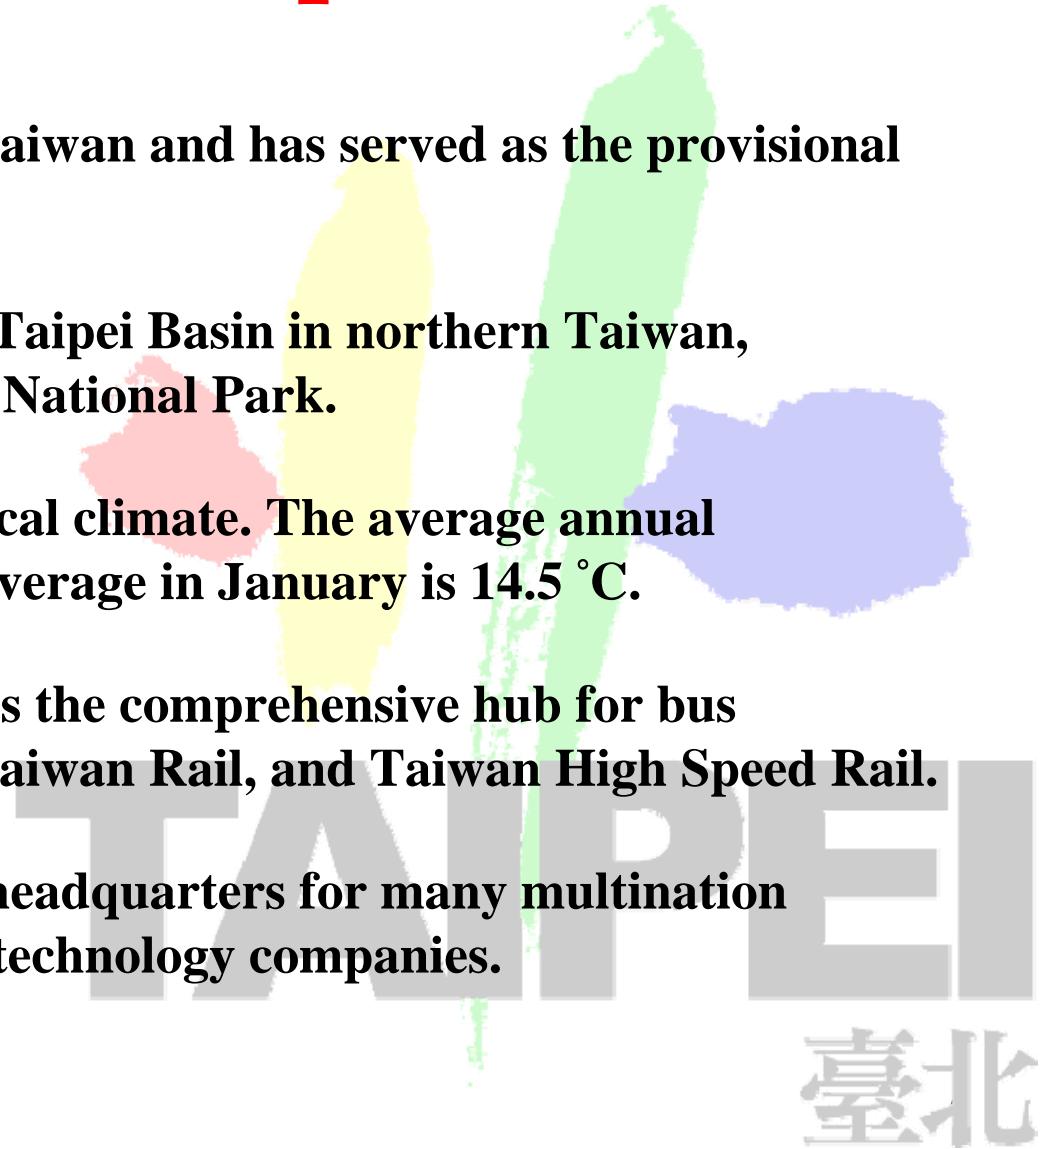 aiwan and has served as the provisional
Taipei Basin in northern Taiwan,
National Park.
cal climate. The average annual
verage in January is 14.5 ˚C.
s the comprehensive hub for bus
aiwan Rail, and Taiwan High Speed Rail.
headquarters for many multination
technology companies.
TAIPEI
臺北